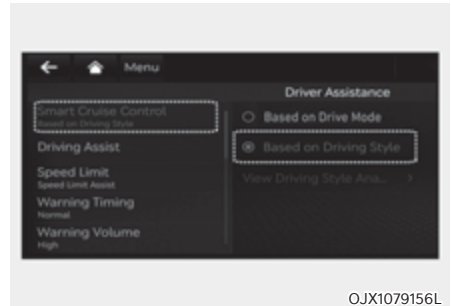 Menu
Driver Assistance
Smart Cruise Control
Based on Driving Style
Driving Assist
Speed Limit
Speed Limit Assist
Warning Timing
Normal
Warning Volume
High
Based on Drive Mode
Based on Driving Style
View Driving Style Ana...
OJX1079156L